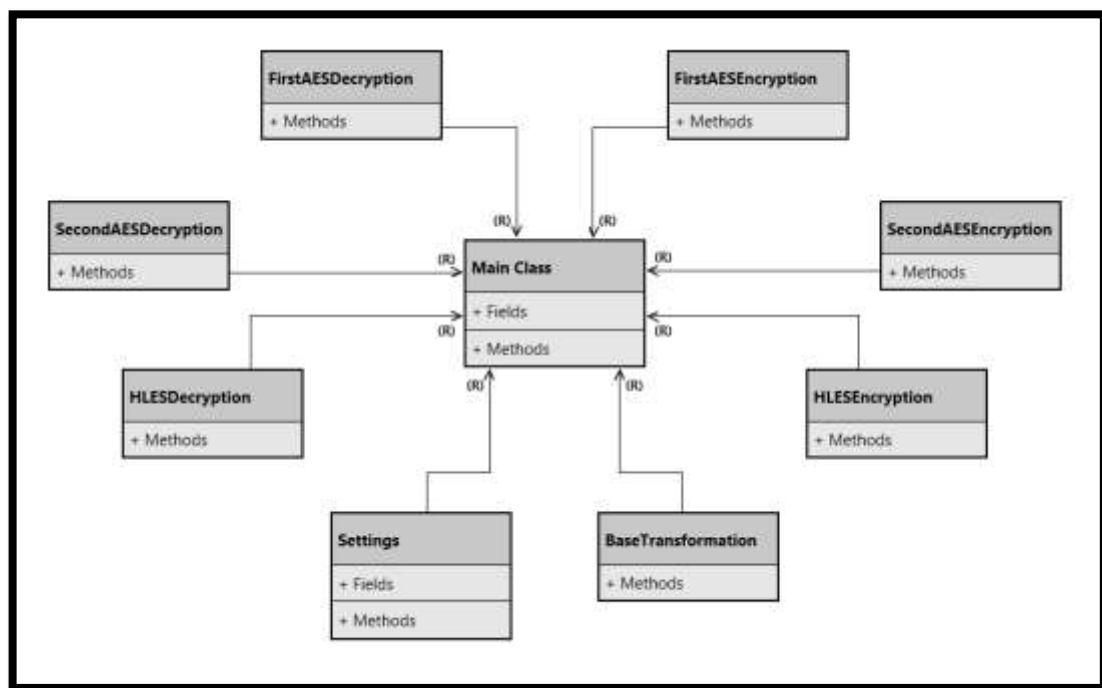 FirstAESDecryption
+ Methods
FirstAESEncryption
+ Methods
SecondAESDecryption
+ Methods
(R)
(R)
(R)
(R)
Main Class
+ Fields
+ Methods
SecondAESEncryption
+ Methods
(R)
(R)
HLESDecryption
+ Methods
(R)
(R)
HLESEncryption
+ Methods
Settings
+ Fields
+ Methods
BaseTransformation
+ Methods